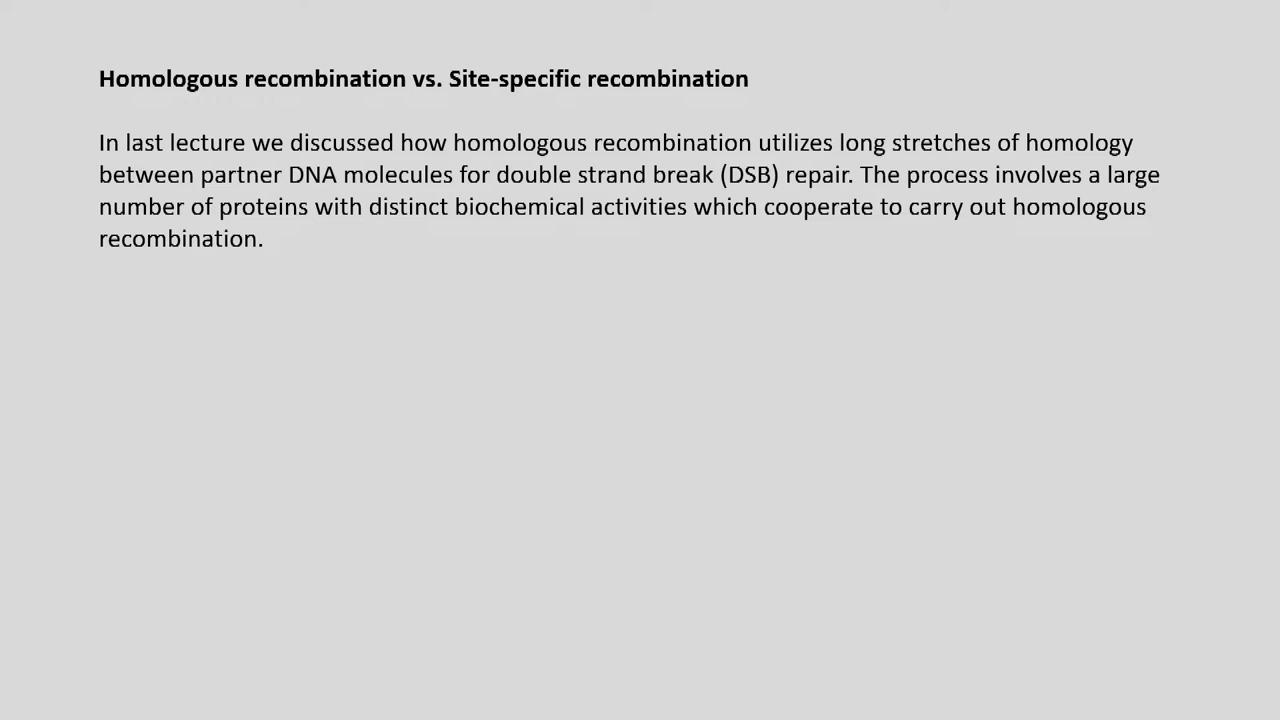 Homologous recombination vs. Site-specific recombination
In last lecture we discussed how homologous recombination utilizes long stretches of homology
between partner DNA molecules for double strand break (DSB) repair. The process involves a large
number of proteins with distinct biochemical activities which cooperate to carry out homologous
recombination.